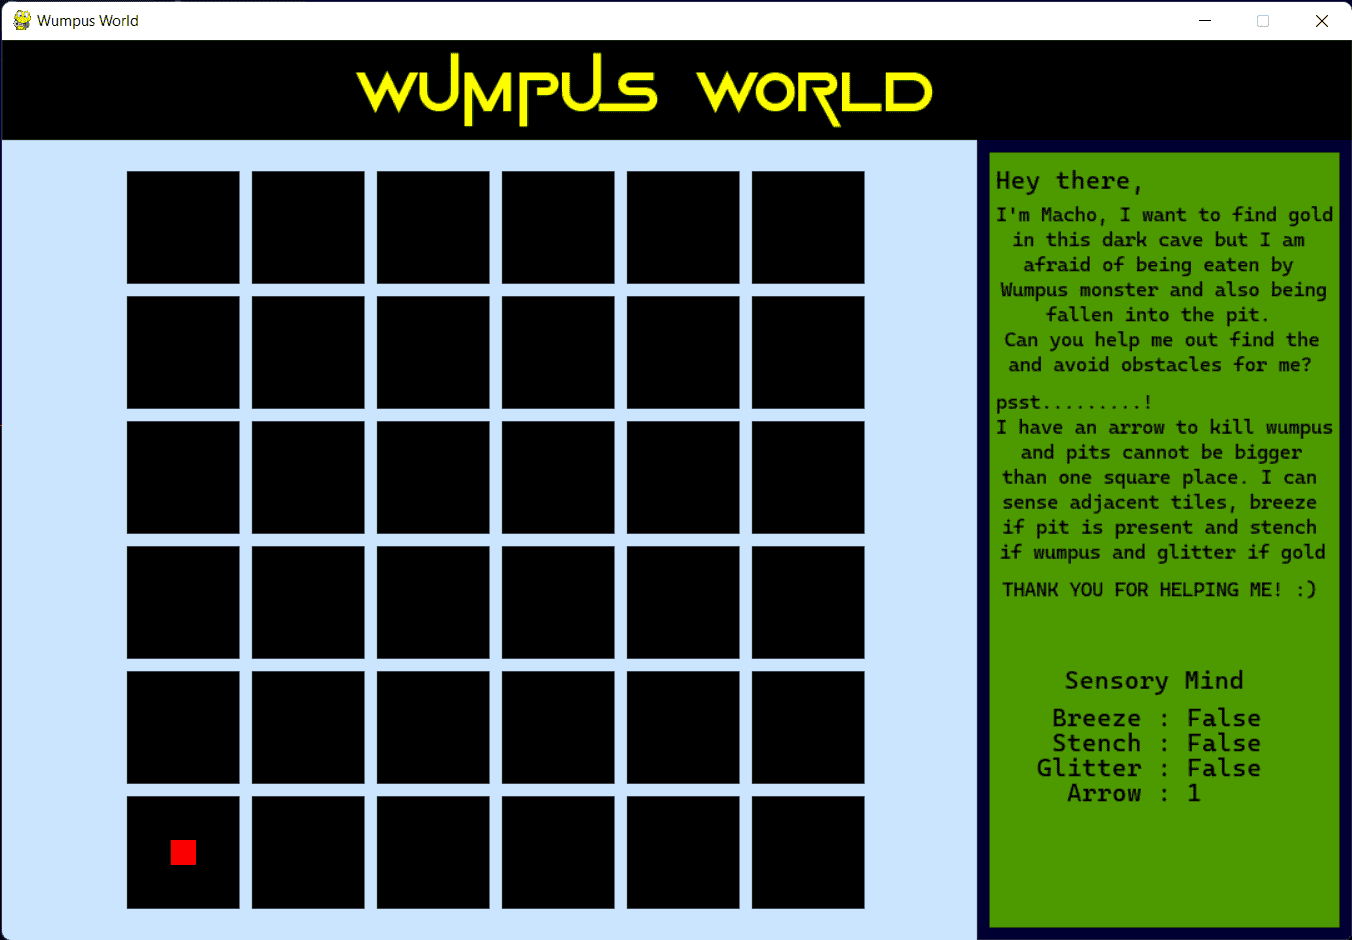 Wumpus World
WUMPUS WORLD
Hey there,
I'm Macho, I want to find gold
in this dark cave but I am
afraid of being eaten by
Wumpus monster and also being
fallen into the pit.
Can you help me out find the
and avoid obstacles for me?
psst.........!
I have an arrow to kill wumpus
and pits cannot be bigger
than one square place. I can
sense adjacent tiles, breeze
if pit is present and stench
if wumpus and glitter if gold
THANK YOU FOR HELPING ME! :)
Sensory Mind
Breeze : False
Stench : False
Glitter : False
Arrow : 1